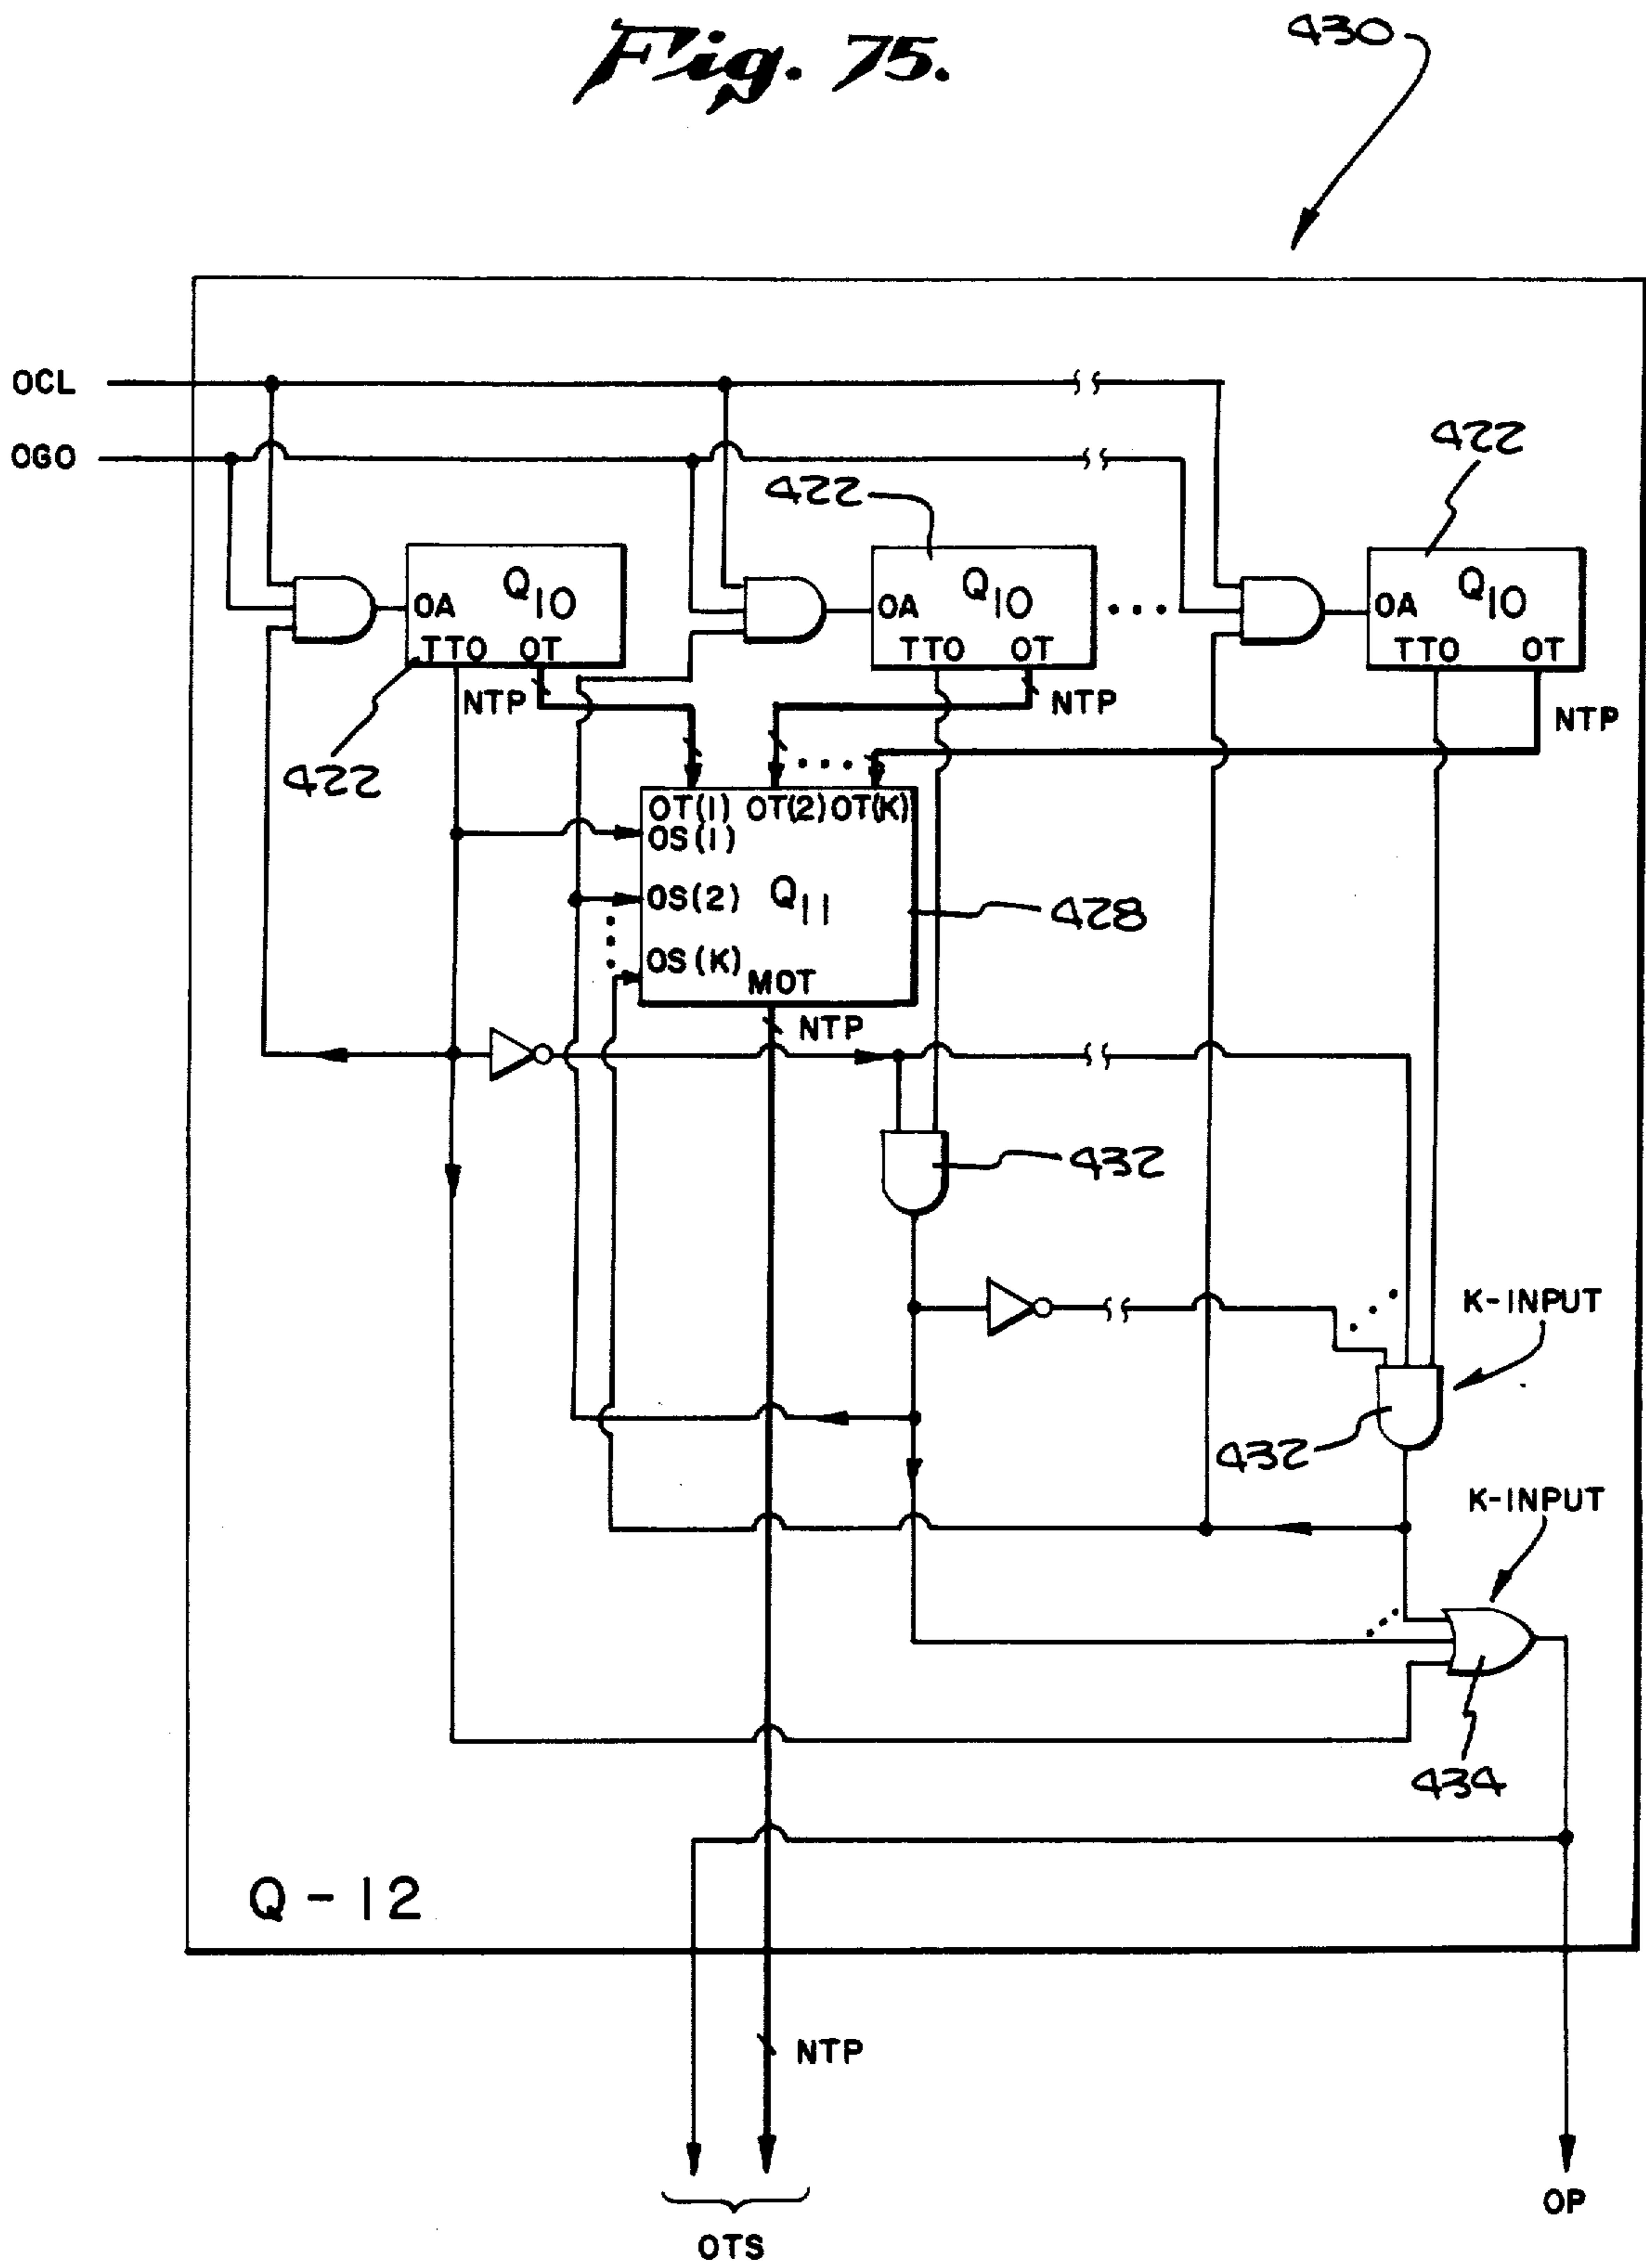 Fig. 75.
430
OCL
OGO
422
422
OA Q10
TTO OT
OA Q10
TTO OT
OA Q10
TTO OT
NTP
NTP
NTP
422
OT(1) OT(2) OT(K)
OS(1)
OS(2) Q11
428
OS(K)
MOT
NTP
432
K-INPUT
432
K-INPUT
434
Q-12
NTP
OTS
OP